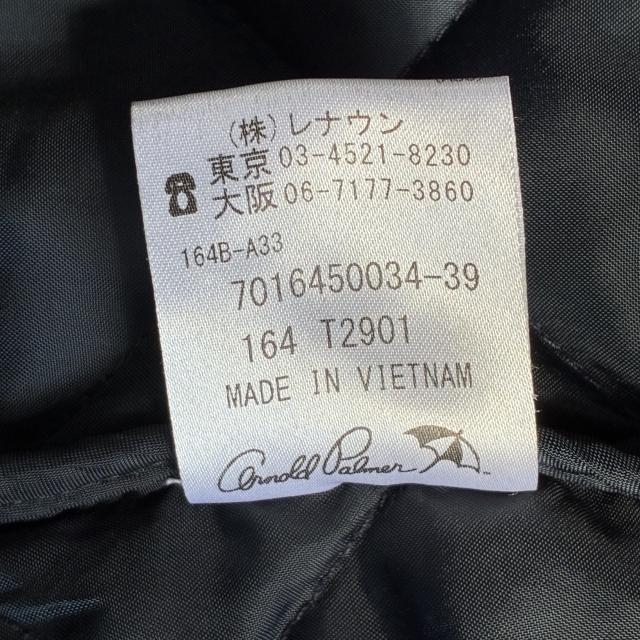 (株)レナウン
東京 03-4521-8230
大阪 06-7177-3860
164B-A33
7016450034-39
164 T2901
MADE IN VIETNAM
Arnold Palmer